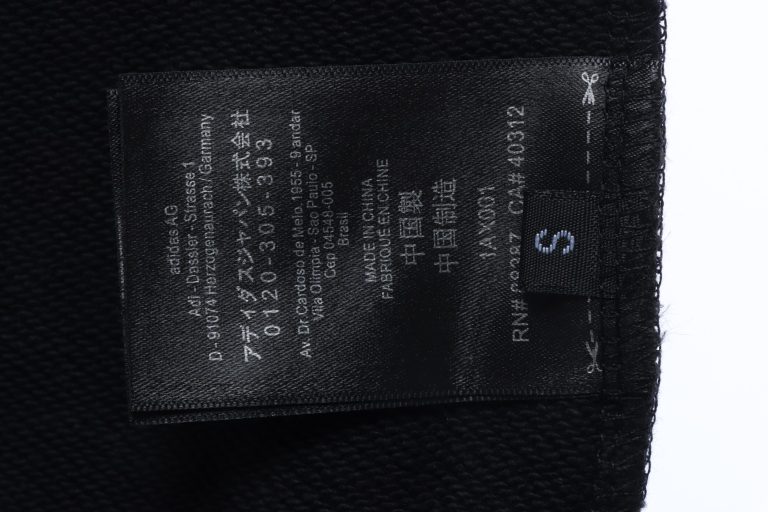 adidas AG
Adi - Dassler - Strasse 1
D - 91074 Herzogenaurach / Germany
アディダスジャパン株式会社
0120-305-393
Av. Dr. Cardoso de Melo, 1955 - 9 andar
Vila Olimpia - Sao Paulo - SP
Cep 04548-005
Brasil
MADE IN CHINA
FABRIQUE EN CHINE
中国製
中国制造
1AX001
RN# CA# 40312
S